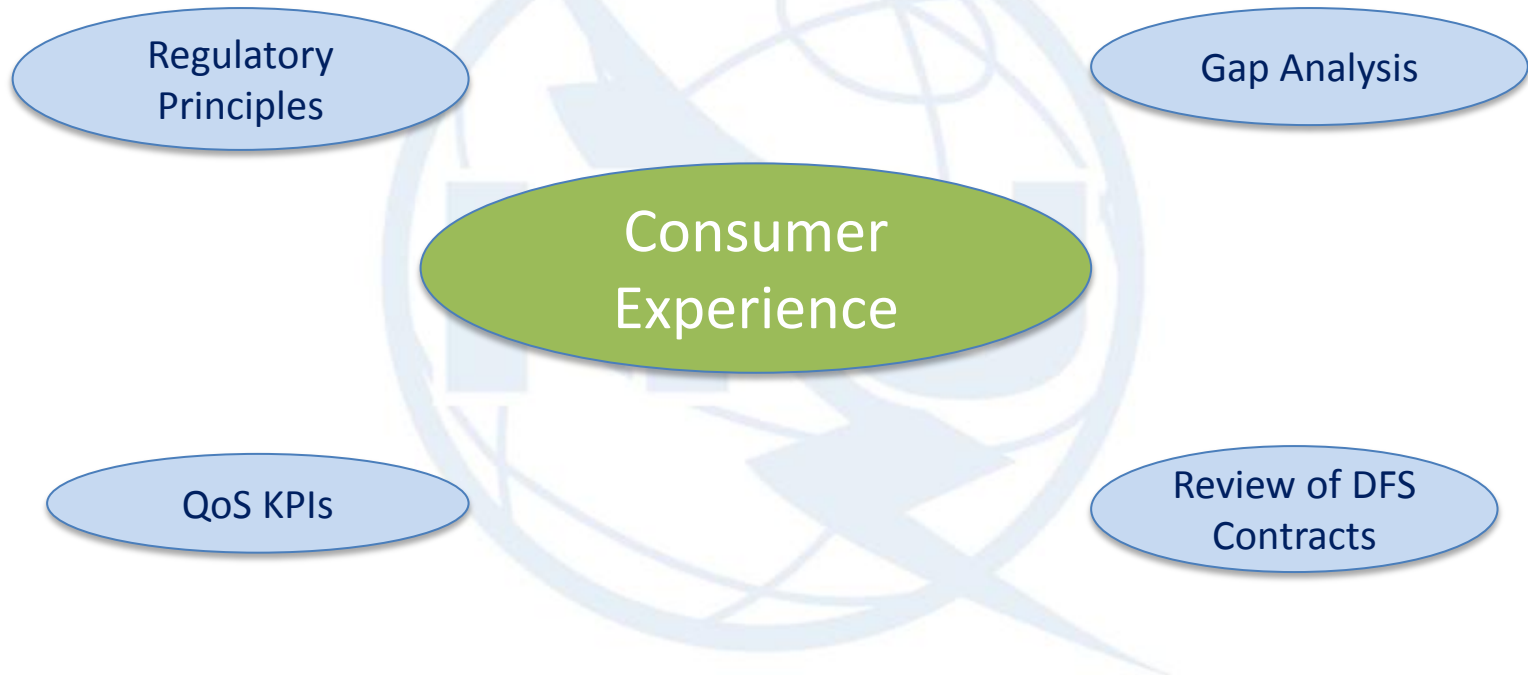 Regulatory
Principles
Gap Analysis
Consumer
Experience
QoS KPIs
Review of DFS
Contracts